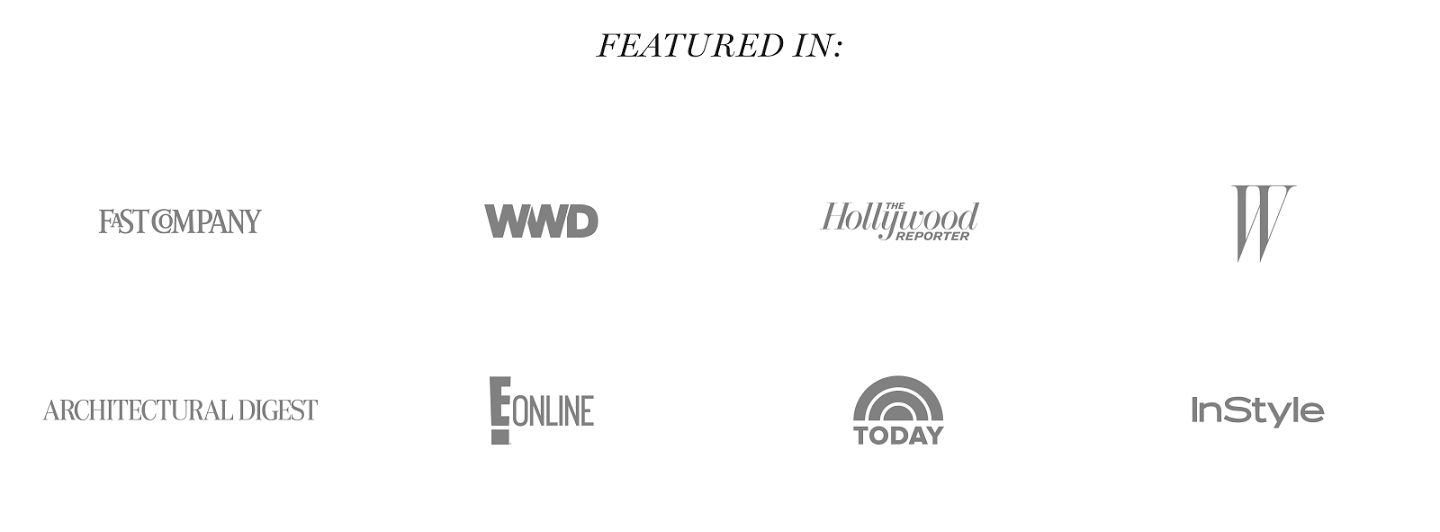 FEATURED IN:
FAST COMPANY
WWD
THE
Hollywood
REPORTER
W
ARCHITECTURAL DIGEST
E! ONLINE
TODAY
InStyle